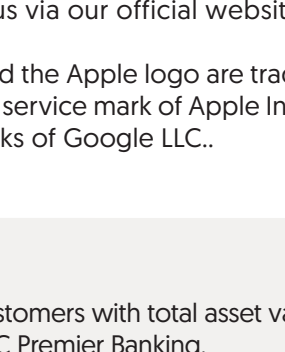 us via our official websit
d the Apple logo are trad
service mark of Apple In
ks of Google LLC..
stomers with total asset va
C Premier Banking.